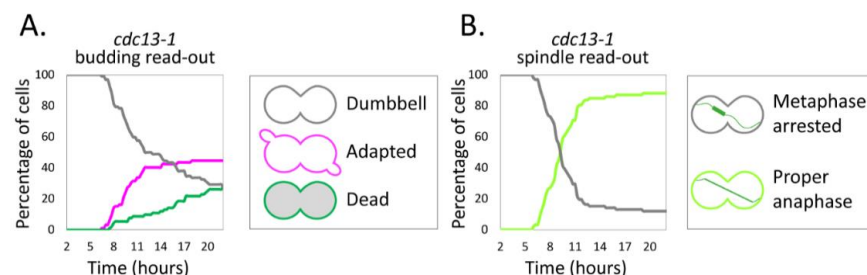 A.
cdc13-1
budding read-out
Percentage of cells
100
80
60
40
20
0
2 5 8 11 14 17 20
Time (hours)
Dumbbell
Adapted
Dead
B.
cdc13-1
spindle read-out
Percentage of cells
100
80
60
40
20
0
2 5 8 11 14 17 20
Time (hours)
Metaphase
arrested
Proper
anaphase